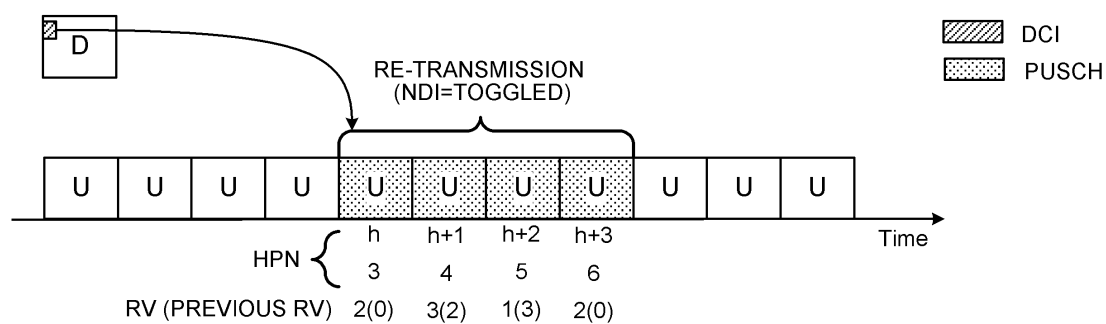 D
DCI
PUSCH
RE-TRANSMISSION
(NDI=TOGGLED)
U U U U U U U U U U U
Time
HPN
h h+1 h+2 h+3
3 4 5 6
RV (PREVIOUS RV) 2(0) 3(2) 1(3) 2(0)